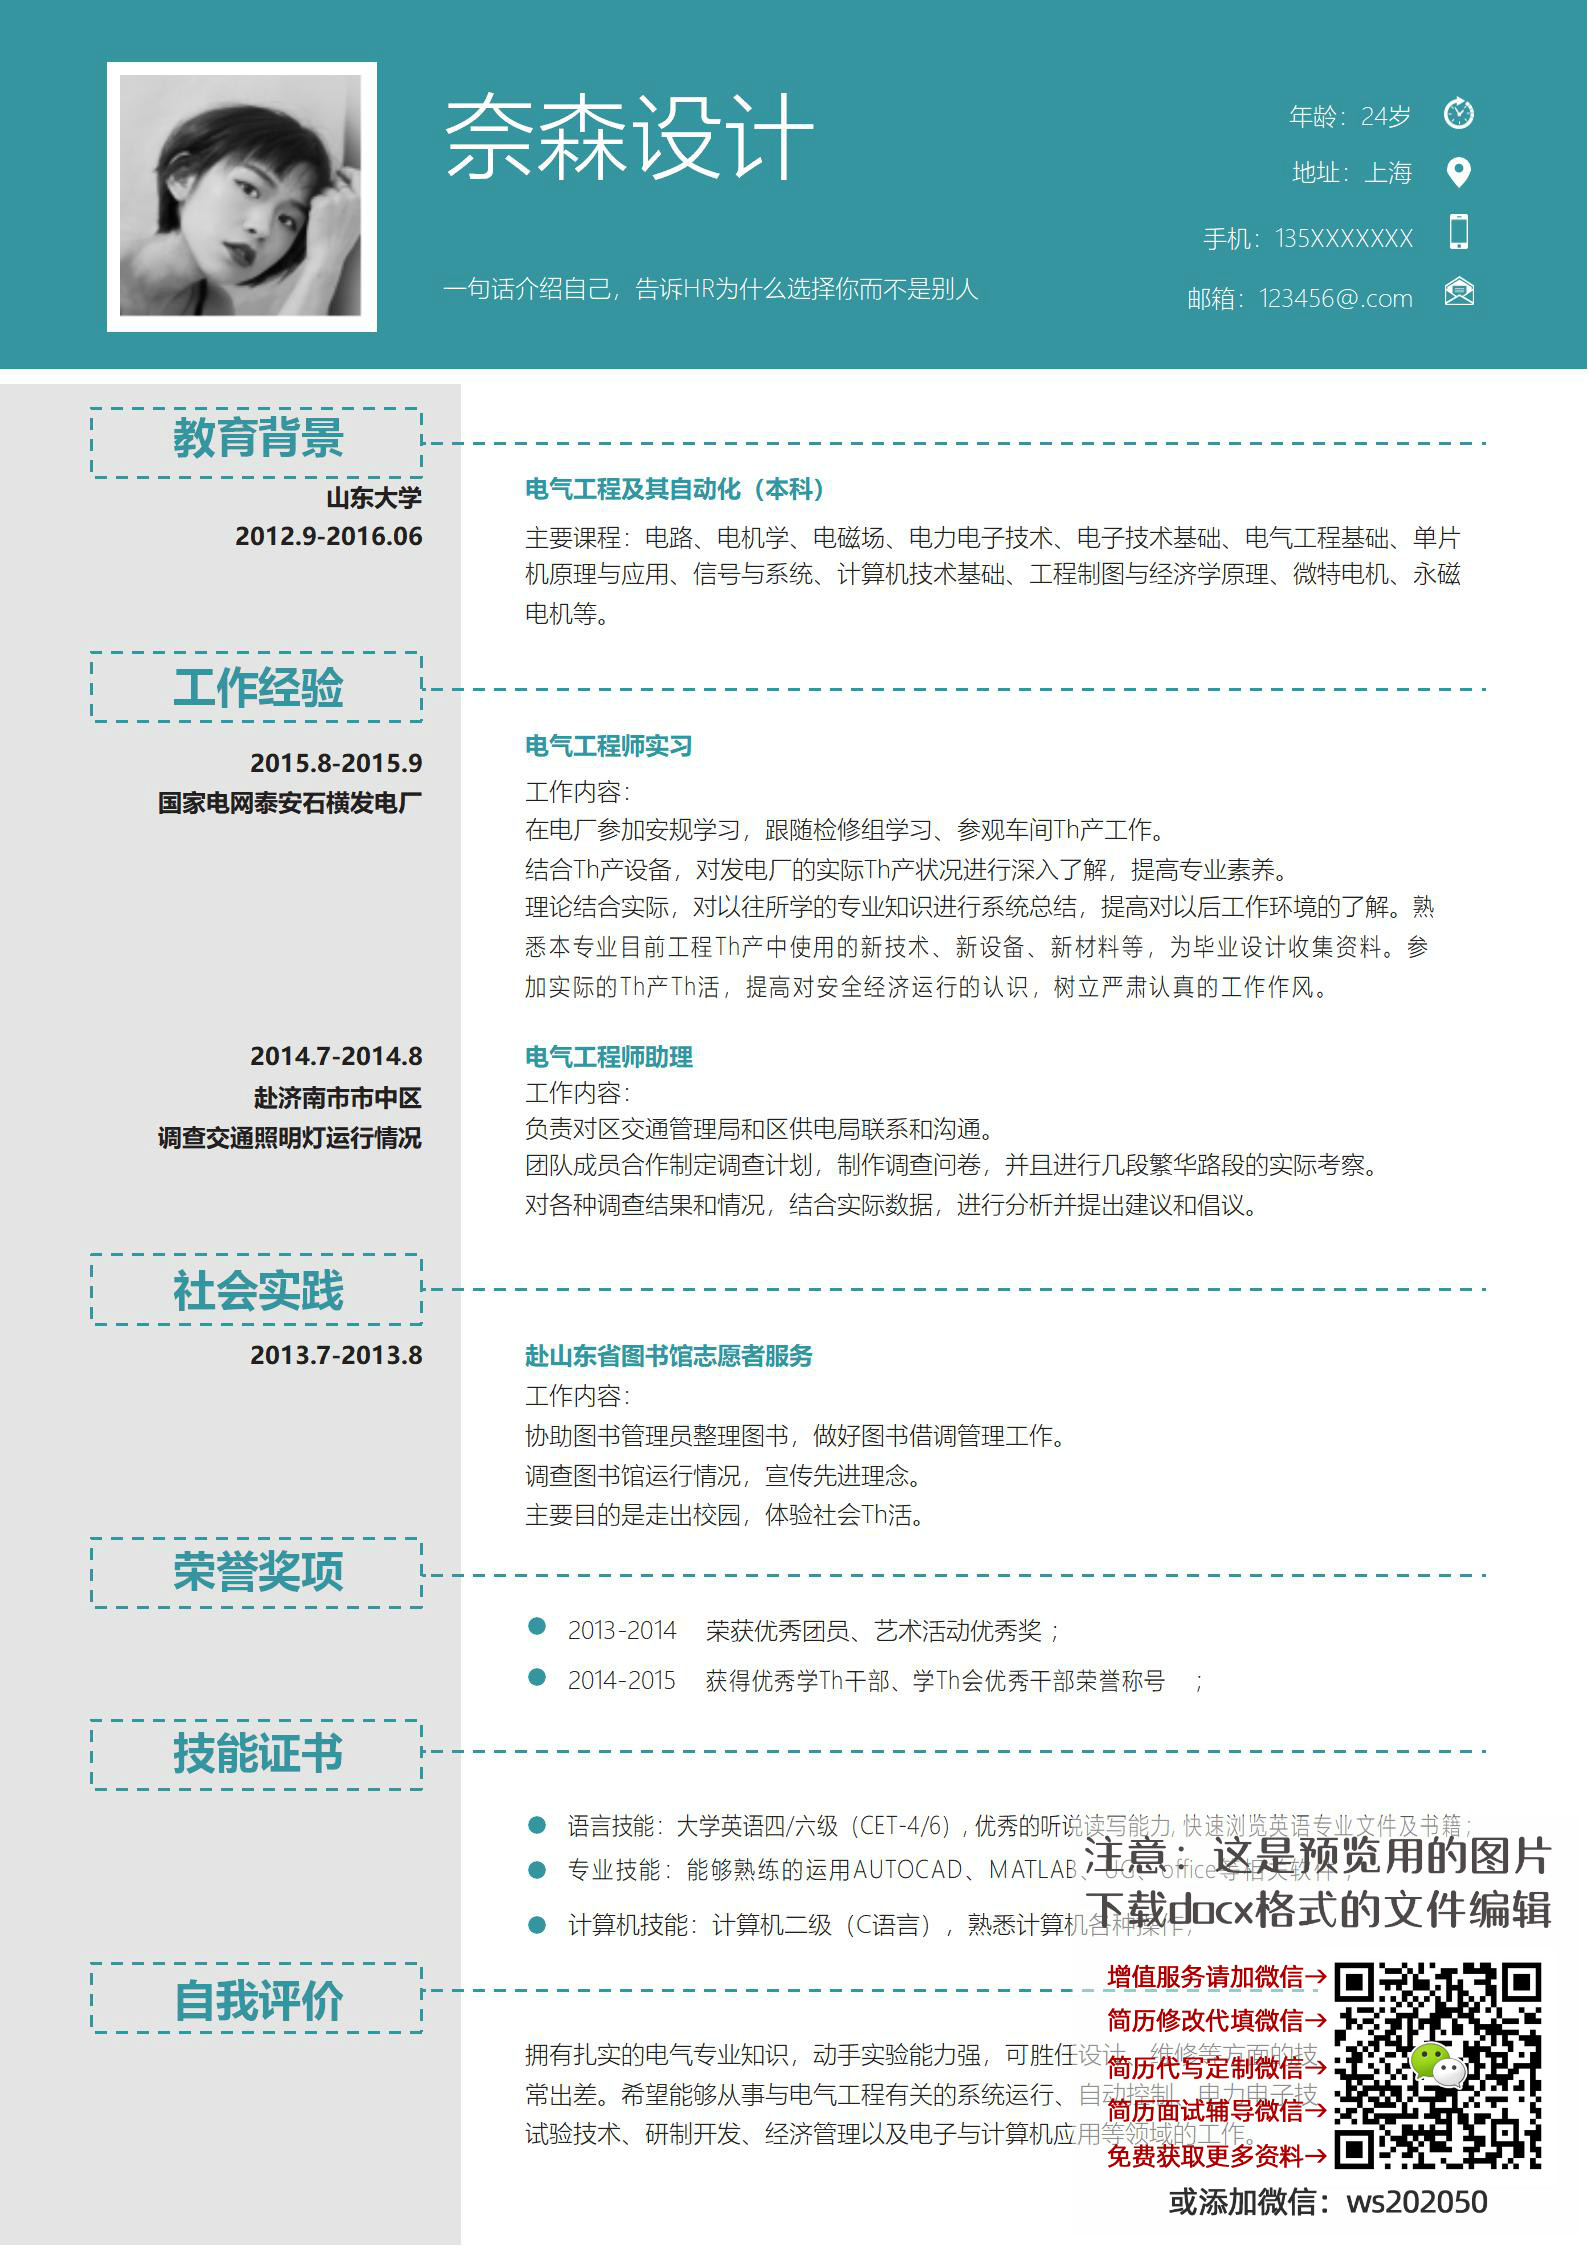 奈森设计
一句话介绍自己，告诉HR为什么选择你而不是别人
年龄：24岁
地址：上海
手机：135XXXXXXX
邮箱：123456@.com
教育背景
山东大学
2012.9-2016.06
电气工程及其自动化（本科）
主要课程：电路、电机学、电磁场、电力电子技术、电子技术基础、电气工程基础、单片
机原理与应用、信号与系统、计算机技术基础、工程制图与经济学原理、微特电机、永磁
电机等。
工作经验
2015.8-2015.9
国家电网泰安石横发电厂
电气工程师实习
工作内容：
在电厂参加安规学习，跟随检修组学习、参观车间Th产工作。
结合Th产设备，对发电厂的实际Th产状况进行深入了解，提高专业素养。
理论结合实际，对以往所学的专业知识进行系统总结，提高对以后工作环境的了解。熟
悉本专业目前工程Th产中使用的新技术、新设备、新材料等，为毕业设计收集资料。参
加实际的Th产Th活，提高对安全经济运行的认识，树立严肃认真的工作作风。
2014.7-2014.8
赴济南市市中区
调查交通照明灯运行情况
电气工程师助理
工作内容：
负责对区交通管理局和区供电局联系和沟通。
团队成员合作制定调查计划，制作调查问卷，并且进行几段繁华路段的实际考察。
对各种调查结果和情况，结合实际数据，进行分析并提出建议和倡议。
社会实践
2013.7-2013.8
赴山东省图书馆志愿者服务
工作内容：
协助图书管理员整理图书，做好图书借调管理工作。
调查图书馆运行情况，宣传先进理念。
主要目的是走出校园，体验社会Th活。
荣誉奖项
2013-2014 荣获优秀团员、艺术活动优秀奖；
2014-2015 获得优秀学Th干部、学Th会优秀干部荣誉称号 ；
技能证书
语言技能：大学英语四/六级（CET-4/6）, 优秀的听说读写能力, 快速浏览英语专业文件及书籍；
专业技能：能够熟练的运用AUTOCAD、MATLAB、UG、office等相关软件；
计算机技能：计算机二级（C语言），熟悉计算机各种操作；
自我评价
拥有扎实的电气专业知识，动手实验能力强，可胜任设计、维修等方面的技
常出差。希望能够从事与电气工程有关的系统运行、自动控制、电力电子技
试验技术、研制开发、经济管理以及电子与计算机应用等领域的工作。
注意：这是预览用的图片
下载docx格式的文件编辑
增值服务请加微信→
简历修改代填微信→
简历代写定制微信→
简历面试辅导微信→
免费获取更多资料→
或添加微信：ws202050